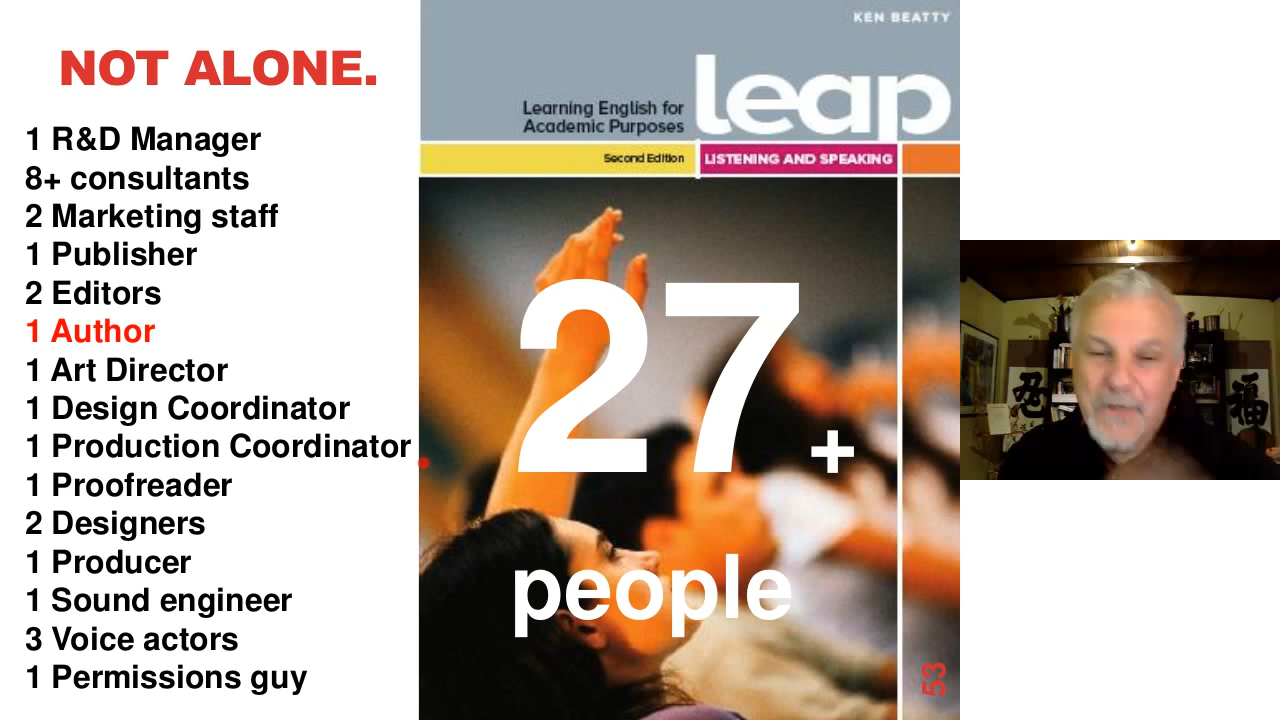 NOT ALONE.
1 R&D Manager
8+ consultants
2 Marketing staff
1 Publisher
2 Editors
1 Author
1 Art Director
1 Design Coordinator
1 Production Coordinator
1 Proofreader
2 Designers
1 Producer
1 Sound engineer
3 Voice actors
1 Permissions guy
KEN BEATTY
leap
Learning English for
Academic Purposes
Second Edition
LISTENING AND SPEAKING
27+
people
53
忍
福